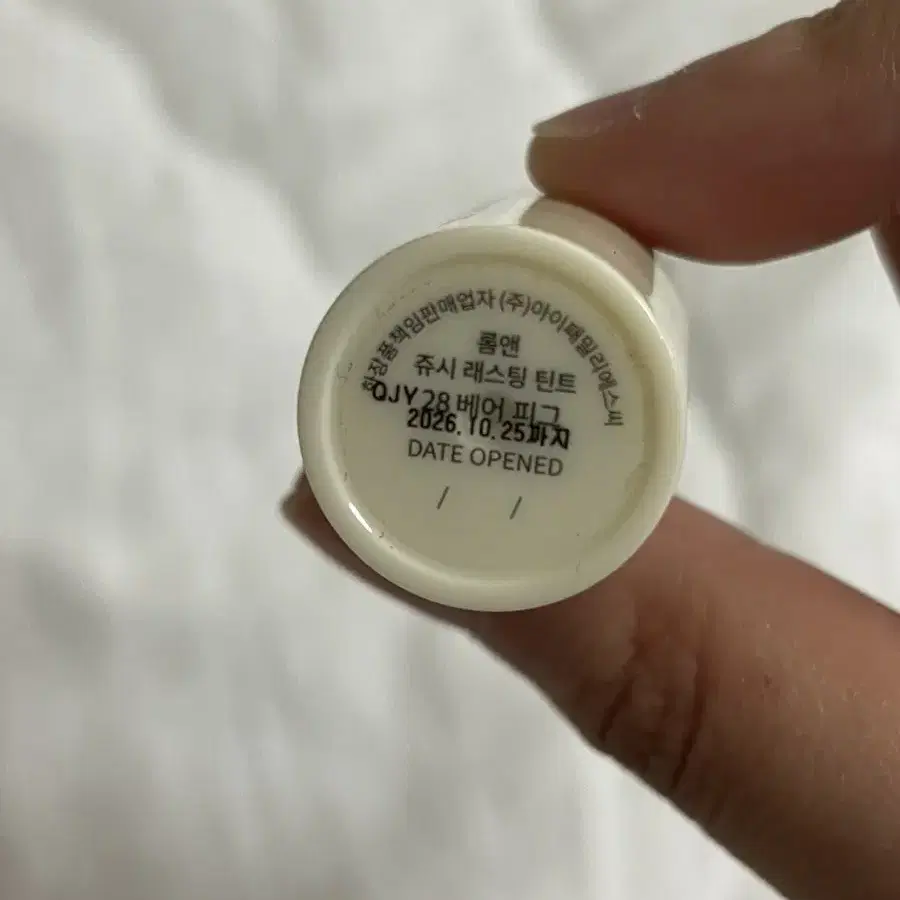 화장품책임판매업자 (주)아이패밀리에스씨
롬앤
쥬시 래스팅 틴트
28 베어 피그
QJY
2026.10.25까지
DATE OPENED
/ /